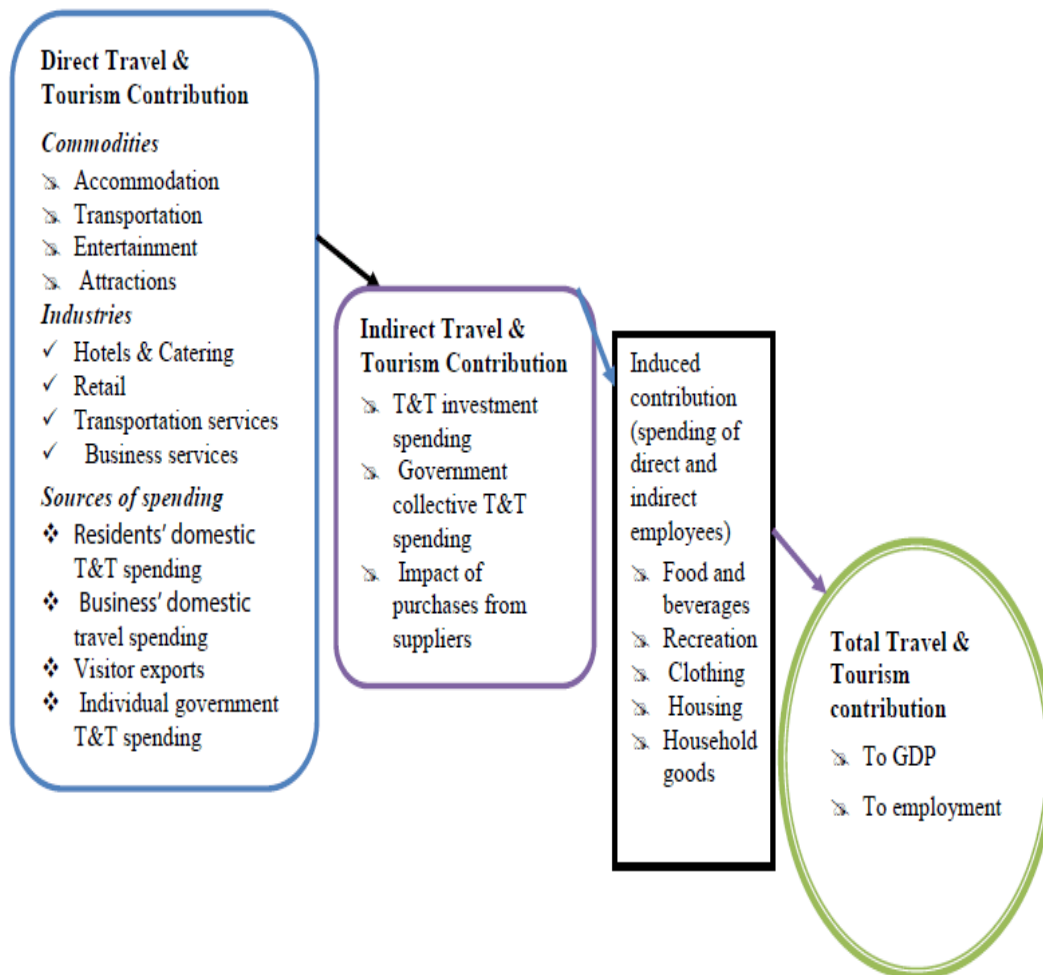 Direct Travel &
Tourism Contribution
Commodities
Accommodation
Transportation
Entertainment
Attractions
Industries
✓ Hotels & Catering
✓ Retail
✓ Transportation services
✓ Business services
Sources of spending
❖ Residents’ domestic
T&T spending
❖ Business’ domestic
travel spending
❖ Visitor exports
❖ Individual government
T&T spending
Indirect Travel &
Tourism Contribution
T&T investment
spending
Government
collective T&T
spending
Impact of
purchases from
suppliers
Induced
contribution
(spending of
direct and
indirect
employees)
Food and
beverages
Recreation
Clothing
Housing
Household
goods
Total Travel &
Tourism
contribution
To GDP
To employment